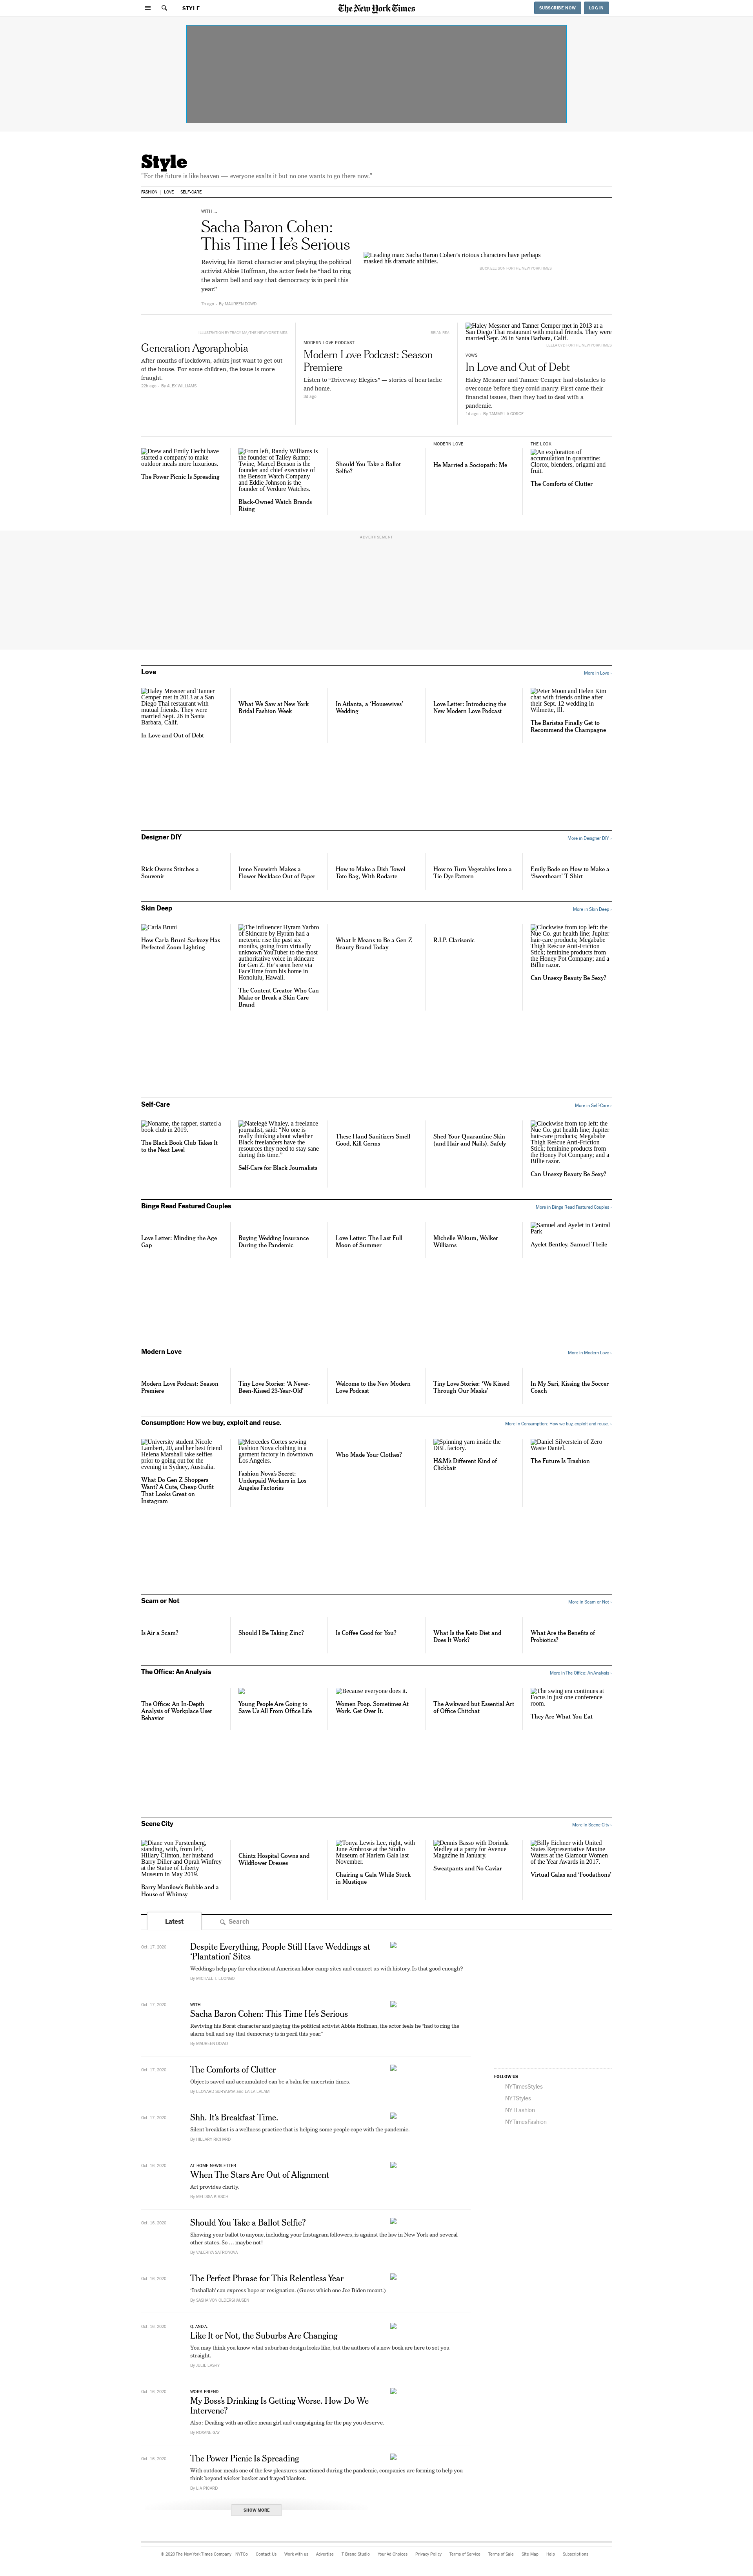 STYLE
The New York Times
SUBSCRIBE NOW
LOG IN
Style
"For the future is like heaven — everyone exalts it but no one wants to go there now."
FASHION
LOVE
SELF-CARE
WITH ...
Sacha Baron Cohen: This Time He's Serious
Reviving his Borat character and playing the political activist Abbie Hoffman, the actor feels he "had to ring the alarm bell and say that democracy is in peril this year."
7h ago - By MAUREEN DOWD
Leading man: Sacha Baron Cohen's riotous characters have perhaps masked his dramatic abilities.
Generation Agoraphobia
After months of lockdown, adults just want to get out of the house. For some children, the issue is more fraught.
22h ago - By ALEX WILLIAMS
MODERN LOVE PODCAST
Modern Love Podcast: Season Premiere
Listen to "Driveway Elegies" — stories of heartache and home.
Haley Messner and Tanner Cemper met in 2013 at a San Diego Thai restaurant with mutual friends. They were married Sept. 26 in Santa Barbara, Calif.
VOWS
In Love and Out of Debt
Haley Messner and Tanner Cemper had obstacles to overcome before they could marry. First came their financial issues, then they had to deal with a pandemic.
1d ago - By TAMMY LA GORCE
Drew and Emily Hecht have started a company to make outdoor meals more luxurious.
The Power Picnic Is Spreading
From left, Randy Williams is the founder of Talley &amp; Twine, Marcel Benson is the founder and chief executive of the Benson Watch Company and Eddie Johnson is the founder of Verdure Watches.
Black-Owned Watch Brands Rising
Should You Take a Ballot Selfie?
MODERN LOVE
He Married a Sociopath: Me
THE LOOK
An exploration of accumulation in quarantine: Clorox, blenders, origami and fruit.
The Comforts of Clutter
ADVERTISEMENT
Love
More in Love ›
Haley Messner and Tanner Cemper met in 2013 at a San Diego Thai restaurant with mutual friends. They were married Sept. 26 in Santa Barbara, Calif.
In Love and Out of Debt
What We Saw at New York Bridal Fashion Week
In Atlanta, a 'Housewives' Wedding
Love Letter: Introducing the New Modern Love Podcast
Peter Moon and Helen Kim chat with friends online after their Sept. 12 wedding in Wilmette, Ill.
The Baristas Finally Get to Recommend the Champagne
Designer DIY
More in Designer DIY ›
Rick Owens Stitches a Souvenir
Irene Neuwirth Makes a Flower Necklace Out of Paper
How to Make a Dish Towel Tote Bag, With Rodarte
How to Turn Vegetables Into a Tie-Dye Pattern
Emily Bode on How to Make a 'Sweetheart' T-Shirt
Skin Deep
More in Skin Deep ›
Carla Bruni
How Carla Bruni-Sarkozy Has Perfected Zoom Lighting
The influencer Hyram Yarbro of Skincare by Hyram had a meteoric rise the past six months, going from virtually unknown YouTuber to the most authoritative voice in skincare for Gen Z. He's seen here via FaceTime from his home in Honolulu, Hawaii.
The Content Creator Who Can Make or Break a Skin Care Brand
What It Means to Be a Gen Z Beauty Brand Today
R.I.P. Clarisonic
Clockwise from top left: the Nue Co. gut health line; Jupiter hair-care products; Megababe Thigh Rescue Anti-Friction Stick; feminine products from the Honey Pot Company; and a Billie razor.
Can Unsexy Beauty Be Sexy?
Self-Care
More in Self-Care ›
Noname, the rapper, started a book club in 2019.
The Black Book Club Takes It to the Next Level
Natelegé Whaley, a freelance journalist, said: "No one is really thinking about whether Black freelancers have the resources they need to stay sane during this time."
Self-Care for Black Journalists
These Hand Sanitizers Smell Good, Kill Germs
Shed Your Quarantine Skin (and Hair and Nails), Safely
Clockwise from top left: the Nue Co. gut health line; Jupiter hair-care products; Megababe Thigh Rescue Anti-Friction Stick; feminine products from the Honey Pot Company; and a Billie razor.
Can Unsexy Beauty Be Sexy?
Binge Read Featured Couples
More in Binge Read Featured Couples ›
Love Letter: Minding the Age Gap
Buying Wedding Insurance During the Pandemic
Love Letter: The Last Full Moon of Summer
Michelle Wikum, Walker Williams
Samuel and Ayelet in Central Park
Ayelet Bentley, Samuel Tbeile
Modern Love
More in Modern Love ›
Modern Love Podcast: Season Premiere
Tiny Love Stories: 'A Never-Been-Kissed 23-Year-Old'
Welcome to the New Modern Love Podcast
Tiny Love Stories: 'We Kissed Through Our Masks'
In My Sari, Kissing the Soccer Coach
Consumption: How we buy, exploit and reuse.
More in Consumption: How we buy, exploit and reuse. ›
University student Nicole Lambert, 20, and her best friend Helena Marshall take selfies prior to going out for the evening in Sydney, Australia.
What Do Gen Z Shoppers Want? A Cute, Cheap Outfit That Looks Great on Instagram
Mercedes Cortes sewing Fashion Nova clothing in a garment factory in downtown Los Angeles.
Fashion Nova's Secret: Underpaid Workers in Los Angeles Factories
Who Made Your Clothes?
Spinning yarn inside the DBL factory.
H&M's Different Kind of Clickbait
Daniel Silverstein of Zero Waste Daniel.
The Future Is Trashion
Scam or Not
More in Scam or Not ›
Is Air a Scam?
Should I Be Taking Zinc?
Is Coffee Good for You?
What Is the Keto Diet and Does It Work?
What Are the Benefits of Probiotics?
The Office: An Analysis
More in The Office: An Analysis ›
The Office: An In-Depth Analysis of Workplace User Behavior
Young People Are Going to Save Us All From Office Life
Because everyone does it.
Women Poop. Sometimes At Work. Get Over It.
The Awkward but Essential Art of Office Chitchat
The swing era continues at Focus in just one conference room.
They Are What You Eat
Scene City
More in Scene City ›
Diane von Furstenberg, standing, with, from left, Hillary Clinton, her husband Barry Diller and Oprah Winfrey at the Statue of Liberty Museum in May 2019.
Barry Manilow's Bubble and a House of Whimsy
Chintz Hospital Gowns and Wildflower Dresses
Tonya Lewis Lee, right, with June Ambrose at the Studio Museum of Harlem Gala last November.
Chairing a Gala While Stuck in Mustique
Dennis Basso with Dorinda Medley at a party for Avenue Magazine in January.
Sweatpants and No Caviar
Billy Eichner with United States Representative Maxine Waters at the Glamour Women of the Year Awards in 2017.
Virtual Galas and 'Foodathons'
Latest
Search
Oct. 17, 2020
Despite Everything, People Still Have Weddings at 'Plantation' Sites
Weddings help pay for education at American labor camp sites and connect us with history. Is that good enough?
Oct. 17, 2020
WITH ...
Sacha Baron Cohen: This Time He's Serious
Reviving his Borat character and playing the political activist Abbie Hoffman, the actor feels he "had to ring the alarm bell and say that democracy is in peril this year."
By MAUREEN DOWD
Oct. 17, 2020
The Comforts of Clutter
Objects saved and accumulated can be a balm for uncertain times.
Oct. 17, 2020
Shh. It's Breakfast Time.
Silent breakfast is a wellness practice that is helping some people cope with the pandemic.
By HILLARY RICHARD
Oct. 16, 2020
AT HOME NEWSLETTER
When The Stars Are Out of Alignment
Art provides clarity.
By MELISSA KIRSCH
Oct. 16, 2020
Should You Take a Ballot Selfie?
Showing your ballot to anyone, including your Instagram followers, is against the law in New York and several other states. So … maybe not!
By VALERIYA SAFRONOVA
Oct. 16, 2020
The Perfect Phrase for This Relentless Year
'Inshallah' can express hope or resignation. (Guess which one Joe Biden meant.)
Oct. 16, 2020
Q. AND A.
Like It or Not, the Suburbs Are Changing
You may think you know what suburban design looks like, but the authors of a new book are here to set you straight.
By JULIE LASKY
Oct. 16, 2020
WORK FRIEND
My Boss's Drinking Is Getting Worse. How Do We Intervene?
Also: Dealing with an office mean girl and campaigning for the pay you deserve.
By ROXANE GAY
Oct. 16, 2020
The Power Picnic Is Spreading
With outdoor meals one of the few pleasures sanctioned during the pandemic, companies are forming to help you think beyond wicker basket and frayed blanket.
By LIA PICARD
SHOW MORE
FOLLOW US
NYTimesStyles
NYTStyles
NYTFashion
NYTimesFashion
© 2020 The New York Times Company
NYTCo
Contact Us
Work with us
Advertise
T Brand Studio
Your Ad Choices
Privacy Policy
Terms of Service
Terms of Sale
Site Map
Help
Subscriptions